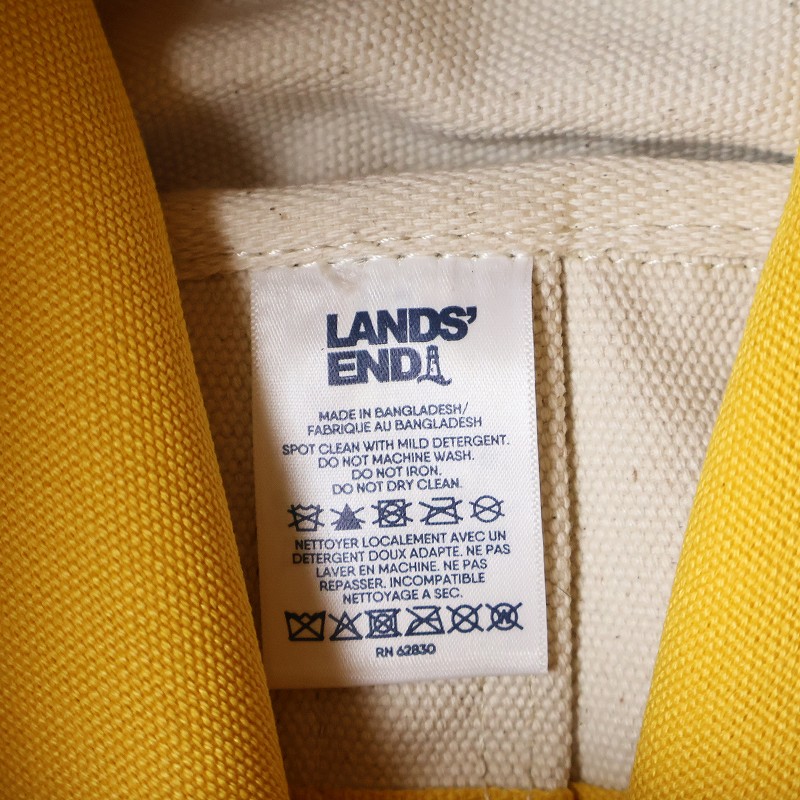 LANDS'
END
MADE IN BANGLADESH/
FABRIQUE AU BANGLADESH
SPOT CLEAN WITH MILD DETERGENT.
DO NOT MACHINE WASH.
DO NOT IRON.
DO NOT DRY CLEAN.
NETTOYER LOCALEMENT AVEC UN
DETERGENT DOUX ADAPTE. NE PAS
LAVER EN MACHINE. NE PAS
REPASSER. INCOMPATIBLE
NETTOYAGE A SEC.
W
RN 62830